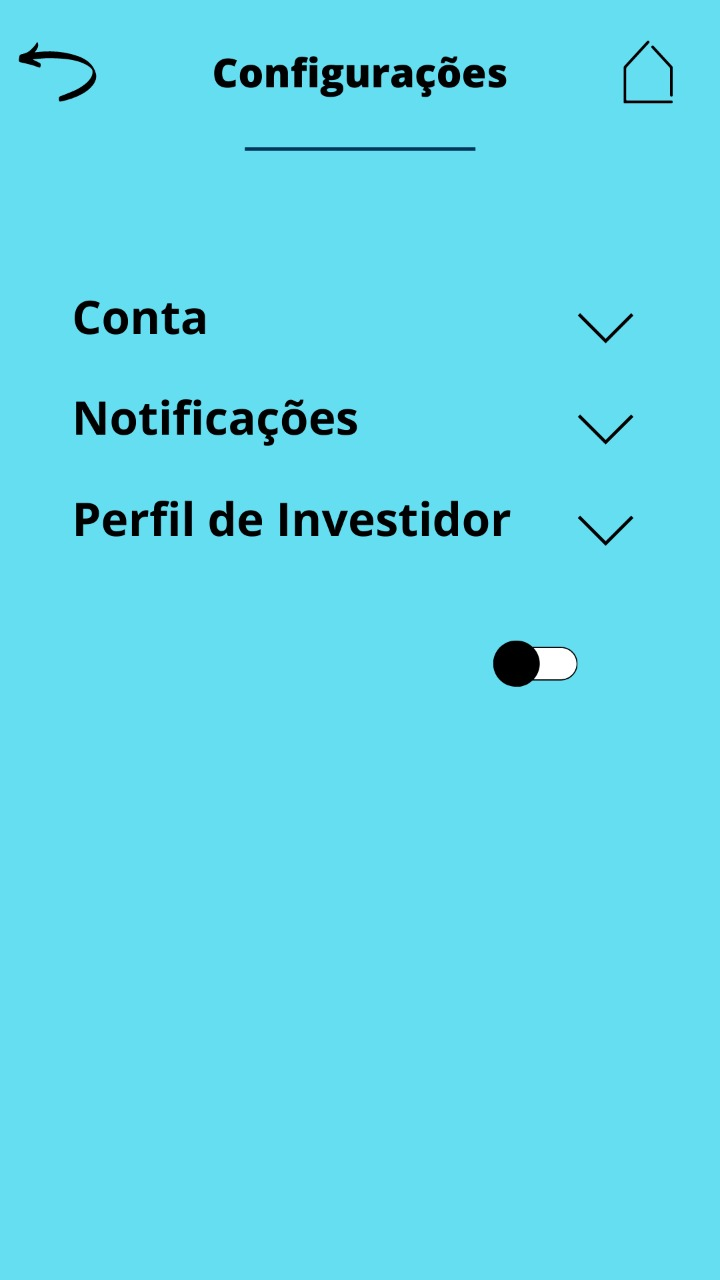 Configurações
Conta
Notificações
Perfil de Investidor